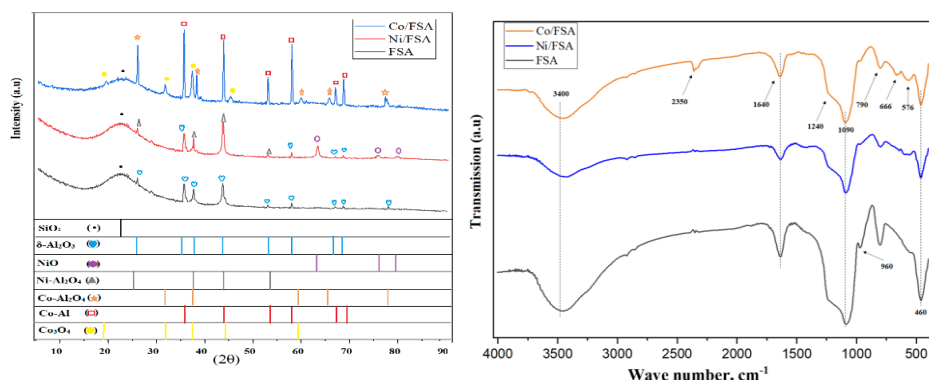 Co/FSA
Ni/FSA
FSA
Intensity (a.u)
SiO₂ (•)
δ-Al₂O₃ ( )
NiO ( )
Ni-Al₂O₄ ( )
Co-Al₂O₄ ( )
Co-Al ( )
Co₃O₄ ( )
10 20 30 40 50 60 70 80 90
(2θ)
Co/FSA
Ni/FSA
FSA
Transmission (a.u)
3400
2350
1640
1240
1090
790
666
576
960
460
4000 3500 3000 2500 2000 1500 1000 500
Wave number, cm⁻¹